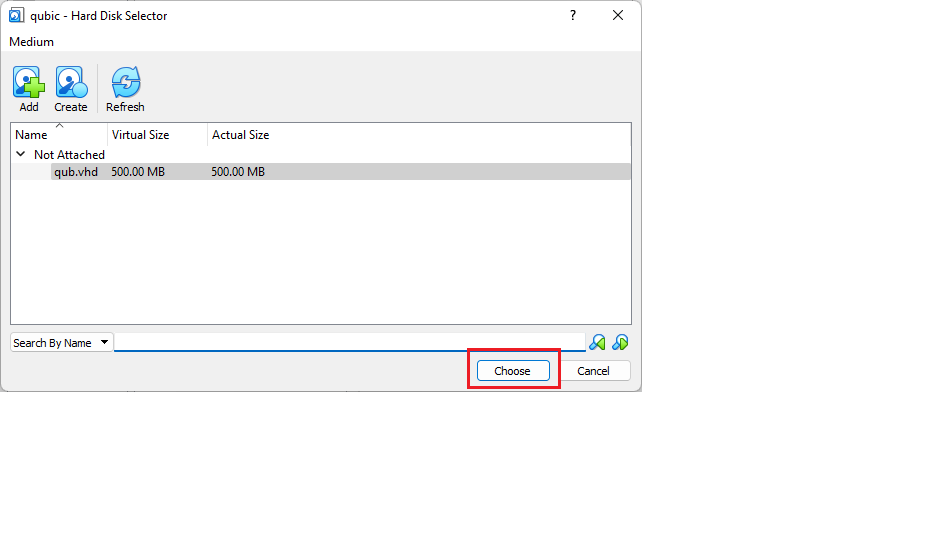 qubic - Hard Disk Selector ?
Medium
Add Create Refresh
Name Virtual Size Actual Size
Not Attached
qub.vhd 500.00 MB 500.00 MB
Search By Name
Choose Cancel